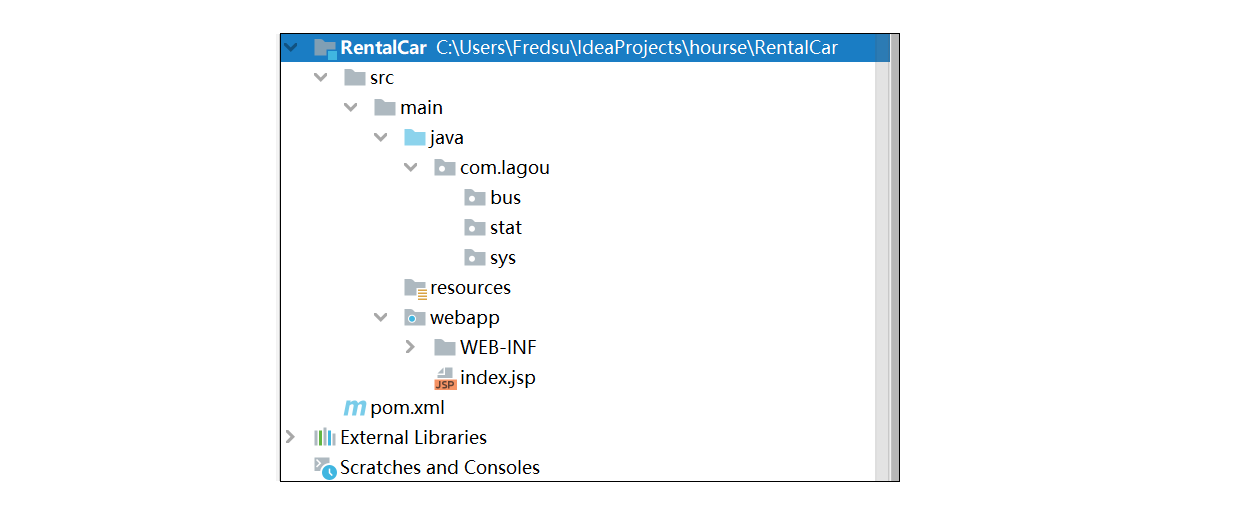 RentalCar C:\Users\Fredsu\IdeaProjects\hourse\RentalCar
src
main
java
com.lagou
bus
stat
sys
resources
webapp
WEB-INF
JSP index.jsp
m pom.xml
External Libraries
Scratches and Consoles